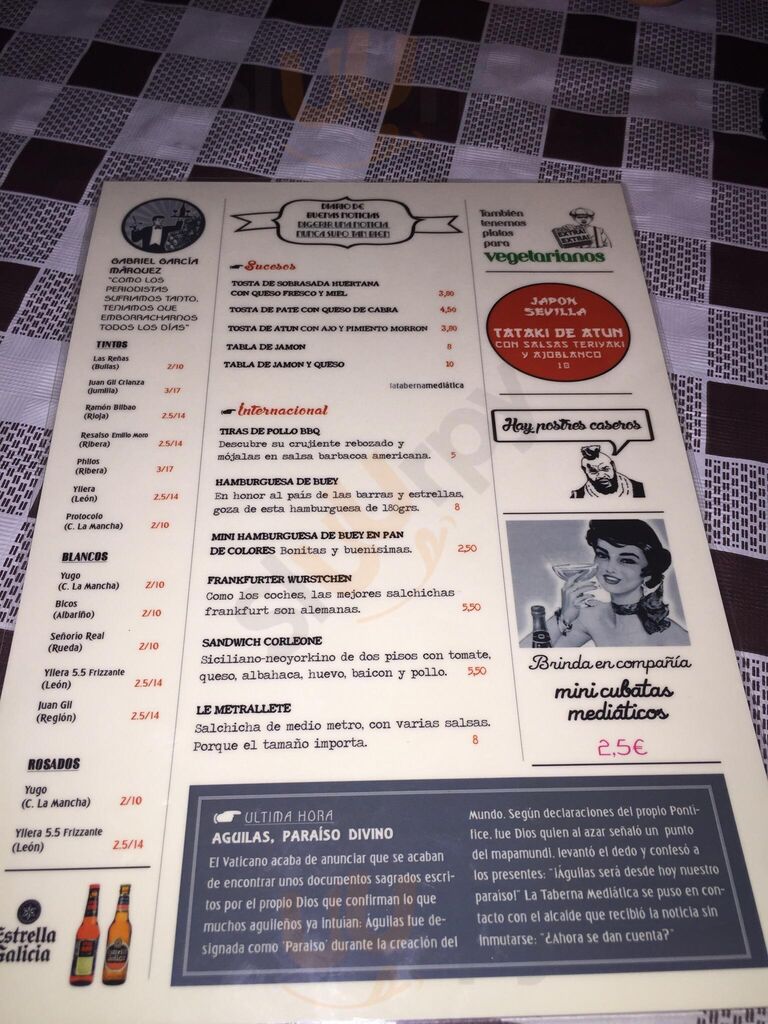 GABRIEL GARCÍA
MÁRQUEZ
"COMO LOS
PERIODISTAS
SUFRIAMOS TANTO,
TENIAMOS QUE
EMBORRACHARNOS
TODOS LOS DÍAS"
TINTOS
Las Reñas
(Bullas) 2/10
Juan Gil Crianza
(Jumilla) 3/17
Ramón Bilbao
(Rioja) 2.5/14
Resalso Emilio Moro
(Ribera) 2.5/14
Philos
(Ribera) 3/17
Yllera
(León) 2.5/14
Protocolo
(C. La Mancha) 2/10
BLANCOS
Yugo
(C. La Mancha) 2/10
Bicos
(Albariño) 2/10
Señorio Real
(Rueda) 2/10
Yllera 5.5 Frizzante
(León) 2.5/14
Juan Gil
(Región) 2.5/14
ROSADOS
Yugo
(C. La Mancha) 2/10
Yllera 5.5 Frizzante
(León) 2.5/14
Estrella
Galicia
DIARIO DE
BUENAS NOTICIAS
DIGERIR UNA NOTICIA
NUNCA SUPO TAN BIEN
Sucesos
TOSTA DE SOBRASADA HUERTANA
CON QUESO FRESCO Y MIEL 3,80
TOSTA DE PATE CON QUESO DE CABRA 4,50
TOSTA DE ATUN CON AJO Y PIMIENTO MORRON 3,80
TABLA DE JAMON 8
TABLA DE JAMON Y QUESO 10
latabernamediática
Internacional
TIRAS DE POLLO BBQ
Descubre su crujiente rebozado y
mójalas en salsa barbacoa americana. 5
HAMBURGUESA DE BUEY
En honor al país de las barras y estrellas,
goza de esta hamburguesa de 180grs. 8
MINI HAMBURGUESA DE BUEY EN PAN
DE COLORES Bonitas y buenísimas. 2,50
FRANKFURTER WURSTCHEN
Como los coches, las mejores salchichas
frankfurt son alemanas. 5,50
SANDWICH CORLEONE
Siciliano-neoyorkino de dos pisos con tomate,
queso, albahaca, huevo, baicon y pollo. 5,50
LE METRALLETE
Salchicha de medio metro, con varias salsas.
Porque el tamaño importa. 8
También
tenemos
platos
para
vegetarianos
EXTRA!
EXTRA!
JAPON
SEVILLA
TATAKI DE ATUN
CON SALSAS TERIYAKI
Y AJOBLANCO
10
Hay postres caseros
Brinda en compañía
mini cubatas
mediáticos
2,5€
ULTIMA HORA
AGUILAS, PARAÍSO DIVINO
El Vaticano acaba de anunciar que se acaban
de encontrar unos documentos sagrados escri-
tos por el propio Dios que confirman lo que
muchos aguileños ya intuian: Águilas fue de-
signada como 'Paraiso' durante la creación del
Mundo. Según declaraciones del propio Pontí-
fice, fue Dios quien al azar señaló un punto
del mapamundi, levantó el dedo y confesó a
los presentes: "¡Águilas será desde hoy nuestro
paraíso!" La Taberna Mediática se puso en con-
tacto con el alcalde que recibió la noticia sin
inmutarse: "¿Ahora se dan cuenta?"